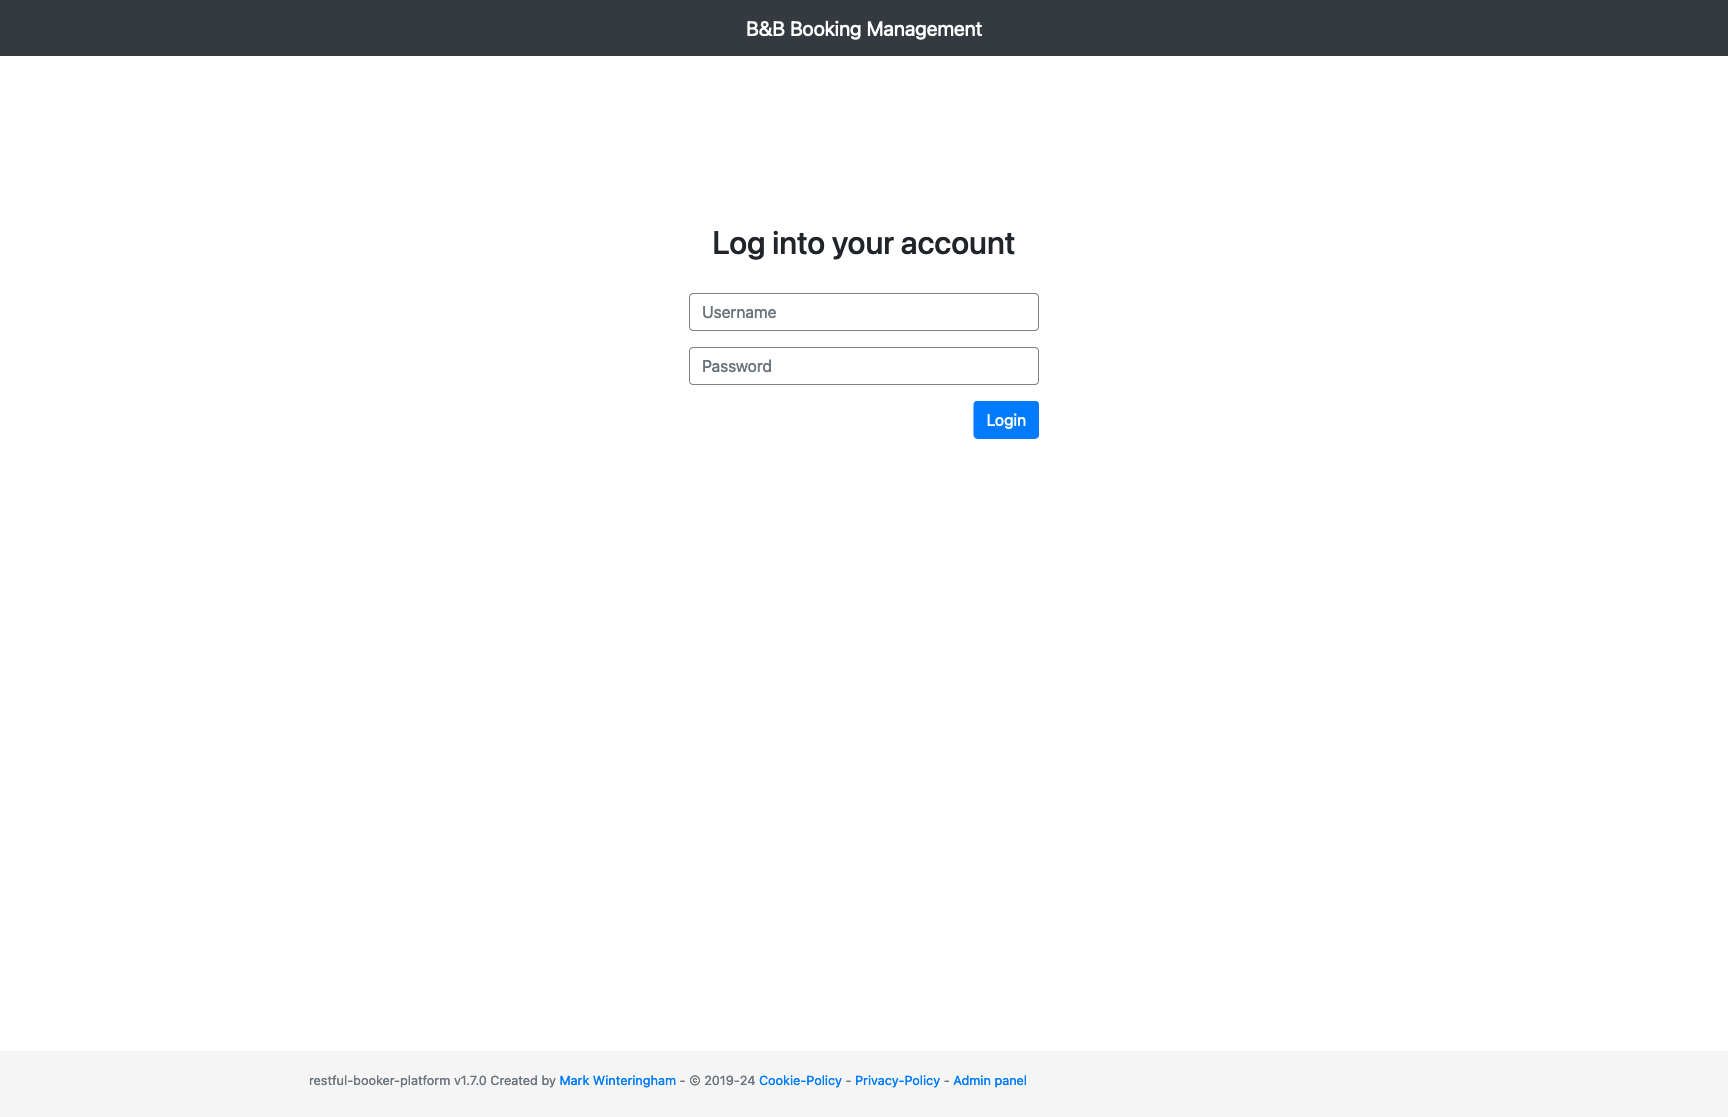 B&B Booking Management
Log into your account
Username
Password
Login
restful-booker-platform v1.7.0 Created by Mark Winteringham - © 2019-24 Cookie-Policy - Privacy-Policy - Admin panel